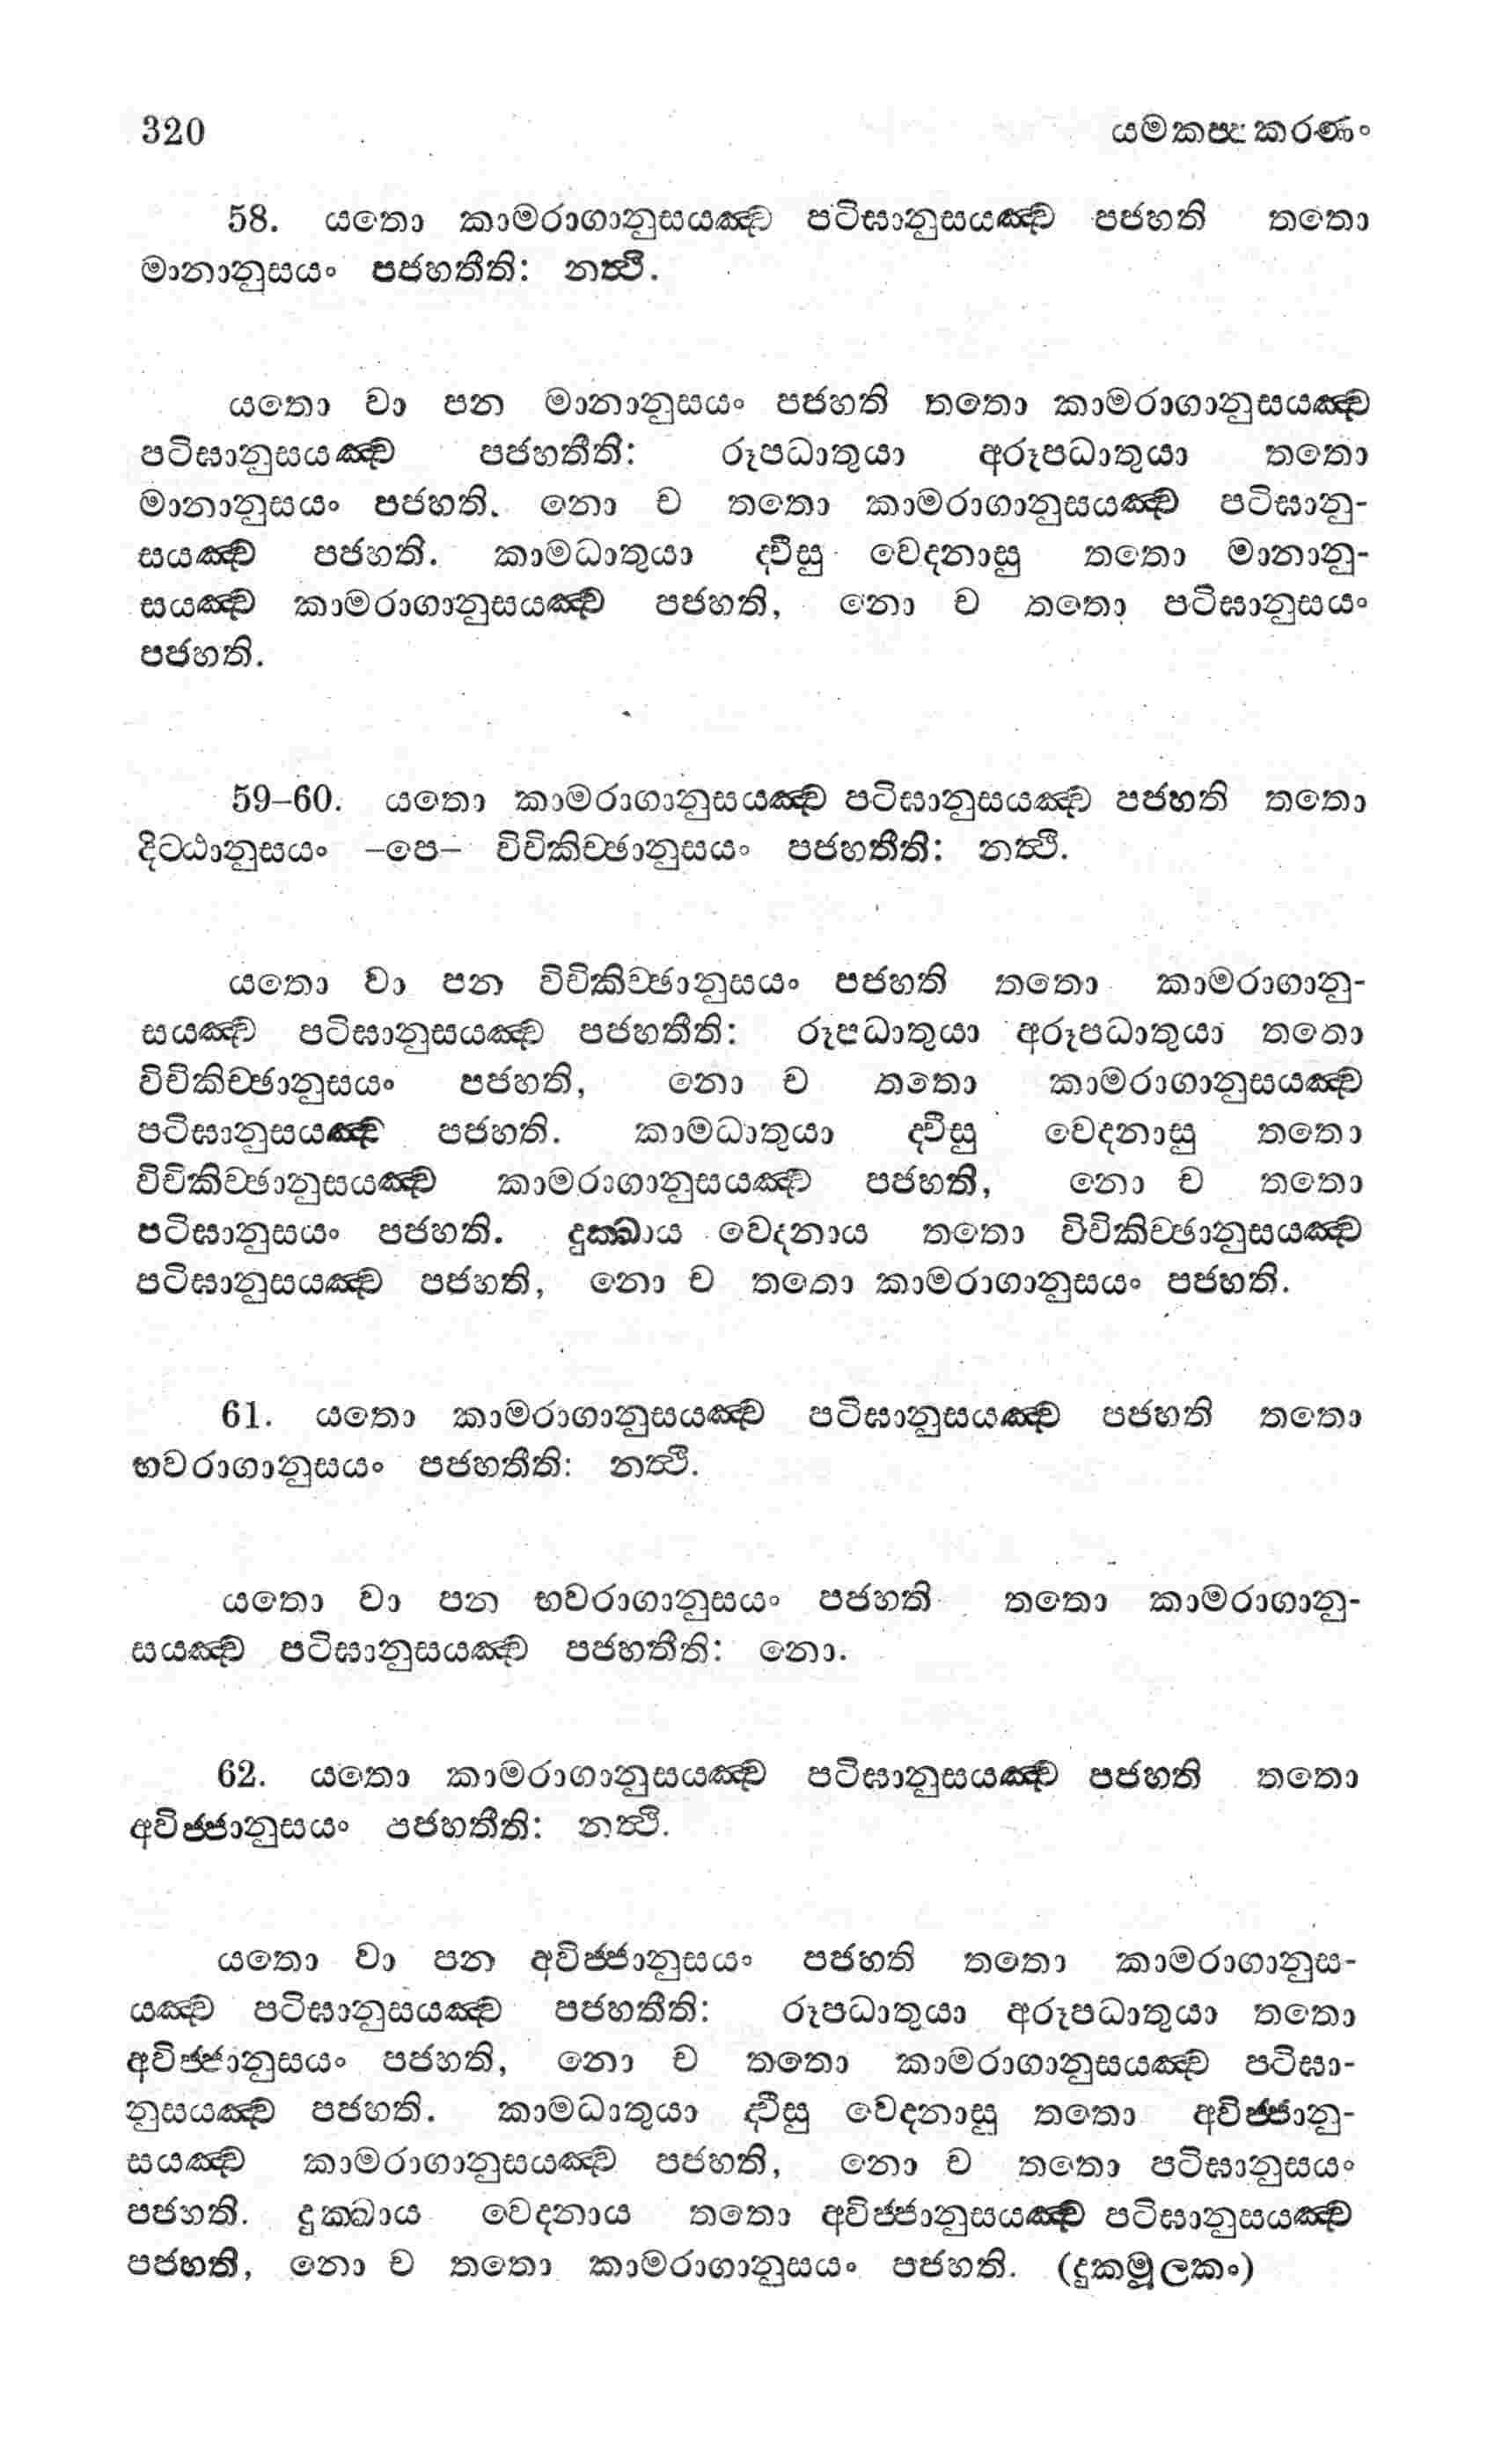 320 යමකප්‍රකරණං
58. යතො කාමරාගානුසයඤ්ච පටිඝානුසයඤ්ච පජහති තතො
මානානුසයං පජහතීති: නත්‍ථි.
යතො වා පන මානානුසයං පජහති තතො කාමරාගානුසයඤ්ච
පටිඝානුසයඤ්ච පජහතීති: රූපධාතුයා අරූපධාතුයා තතො
මානානුසයං පජහති. නො ච තතො කාමරාගානුසයඤ්ච පටිඝානු-
සයඤ්ච පජහති. කාමධාතුයා ද්‍වීසු වෙදනාසු තතො මානානු-
සයඤ්ච කාමරාගානුසයඤ්ච පජහති, නො ච තතො පටිඝානුසයං
පජහති.
59–60. යතො කාමරාගානුසයඤ්ච පටිඝානුසයඤ්ච පජහති තතො
දිට්ඨානුසයං –පෙ– විචිකිච්ඡානුසයං පජහතීති: නත්‍ථි.
යතො වා පන විචිකිච්ඡානුසයං පජහති තතො කාමරාගානු-
සයඤ්ච පටිඝානුසයඤ්ච පජහතීති: රූපධාතුයා අරූපධාතුයා තතො
විචිකිච්ඡානුසයං පජහති, නො ච තතො කාමරාගානුසයඤ්ච
පටිඝානුසයඤ්ච පජහති. කාමධාතුයා ද්‍වීසු වෙදනාසු තතො
විචිකිච්ඡානුසයඤ්ච කාමරාගානුසයඤ්ච පජහති, නො ච තතො
පටිඝානුසයං පජහති. දුක්ඛාය වෙදනාය තතො විචිකිච්ඡානුසයඤ්ච
පටිඝානුසයඤ්ච පජහති, නො ච තතො කාමරාගානුසයං පජහති.
61. යතො කාමරාගානුසයඤ්ච පටිඝානුසයඤ්ච පජහති තතො
භවරාගානුසයං පජහතීති: නත්‍ථි.
යතො වා පන භවරාගානුසයං පජහති තතො කාමරාගානු-
සයඤ්ච පටිඝානුසයඤ්ච පජහතීති: නො.
62. යතො කාමරාගානුසයඤ්ච පටිඝානුසයඤ්ච පජහති තතො
අවිජ්ජානුසයං පජහතීති: නත්‍ථි.
යතො වා පන අවිජ්ජානුසයං පජහති තතො කාමරාගානුස-
යඤ්ච පටිඝානුසයඤ්ච පජහතීති: රූපධාතුයා අරූපධාතුයා තතො
අවිජ්ජානුසයං පජහති, නො ච තතො කාමරාගානුසයඤ්ච පටිඝා-
නුසයඤ්ච පජහති. කාමධාතුයා ද්‍වීසු වෙදනාසු තතො අවිජ්ජානු-
සයඤ්ච කාමරාගානුසයඤ්ච පජහති, නො ච තතො පටිඝානුසයං
පජහති. දුක්ඛාය වෙදනාය තතො අවිජ්ජානුසයඤ්ච පටිඝානුසයඤ්ච
පජහති, නො ච තතො කාමරාගානුසයං පජහති. (දුකමූලකං)